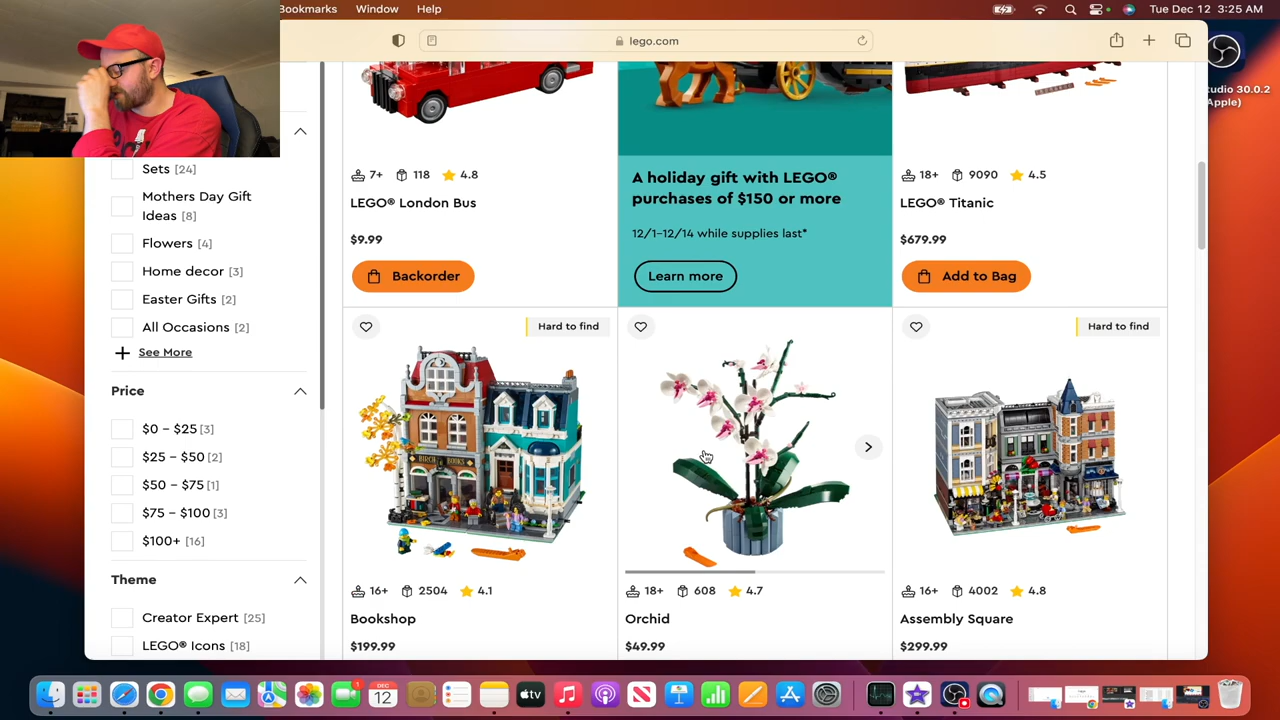 Bookmarks Window Help
Tue Dec 12 3:25 AM
lego.com
tudio 30.0.2
Apple)
Sets [24]
Mothers Day Gift
Ideas [8]
Flowers [4]
Home decor [3]
Easter Gifts [2]
All Occasions [2]
See More
Price
$0 – $25 [3]
$25 – $50 [2]
$50 – $75 [1]
$75 – $100 [3]
$100+ [16]
Theme
Creator Expert [25]
LEGO® Icons [18]
7+ 118 4.8
LEGO® London Bus
$9.99
Backorder
A holiday gift with LEGO®
purchases of $150 or more
12/1–12/14 while supplies last*
Learn more
18+ 9090 4.5
LEGO® Titanic
$679.99
Add to Bag
Hard to find
BIRCH BOOKS
16+ 2504 4.1
Bookshop
$199.99
18+ 608 4.7
Orchid
$49.99
Hard to find
16+ 4002 4.8
Assembly Square
$299.99
1
DEC
12
tv